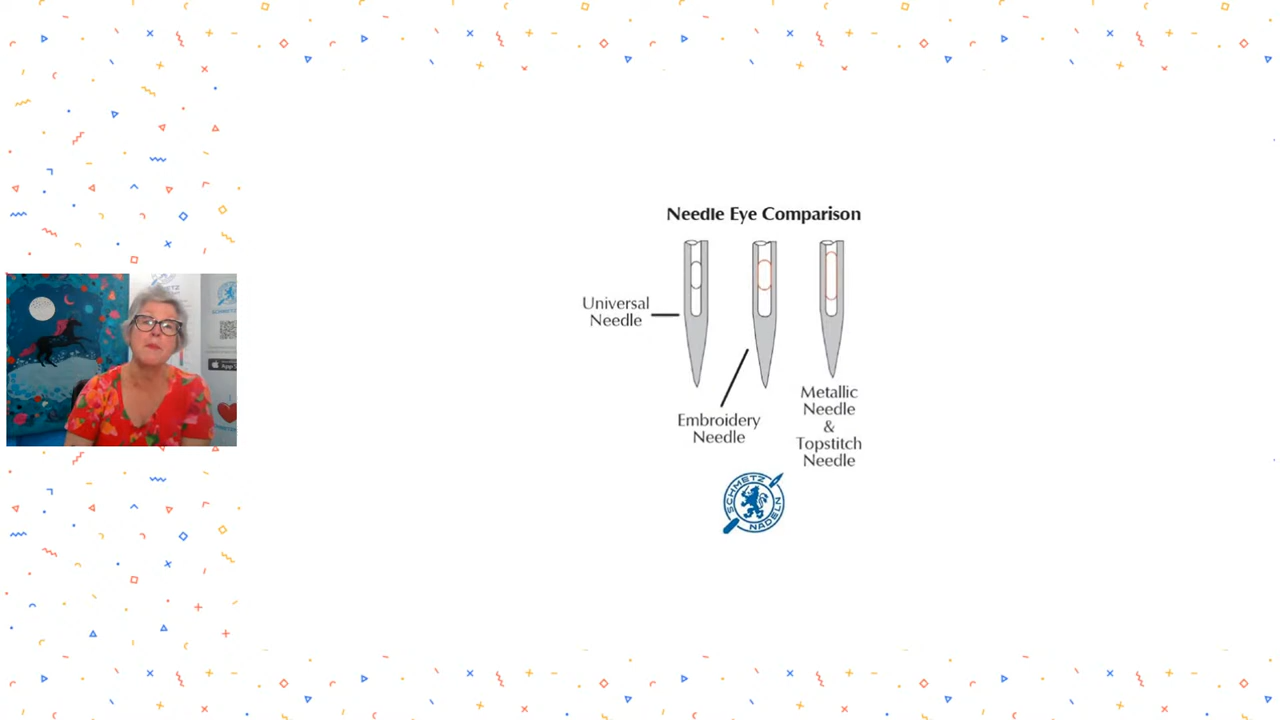 Needle Eye Comparison
Universal
Needle
Embroidery
Needle
Metallic
Needle
&
Topstitch
Needle
SCHMETZ
NADELN